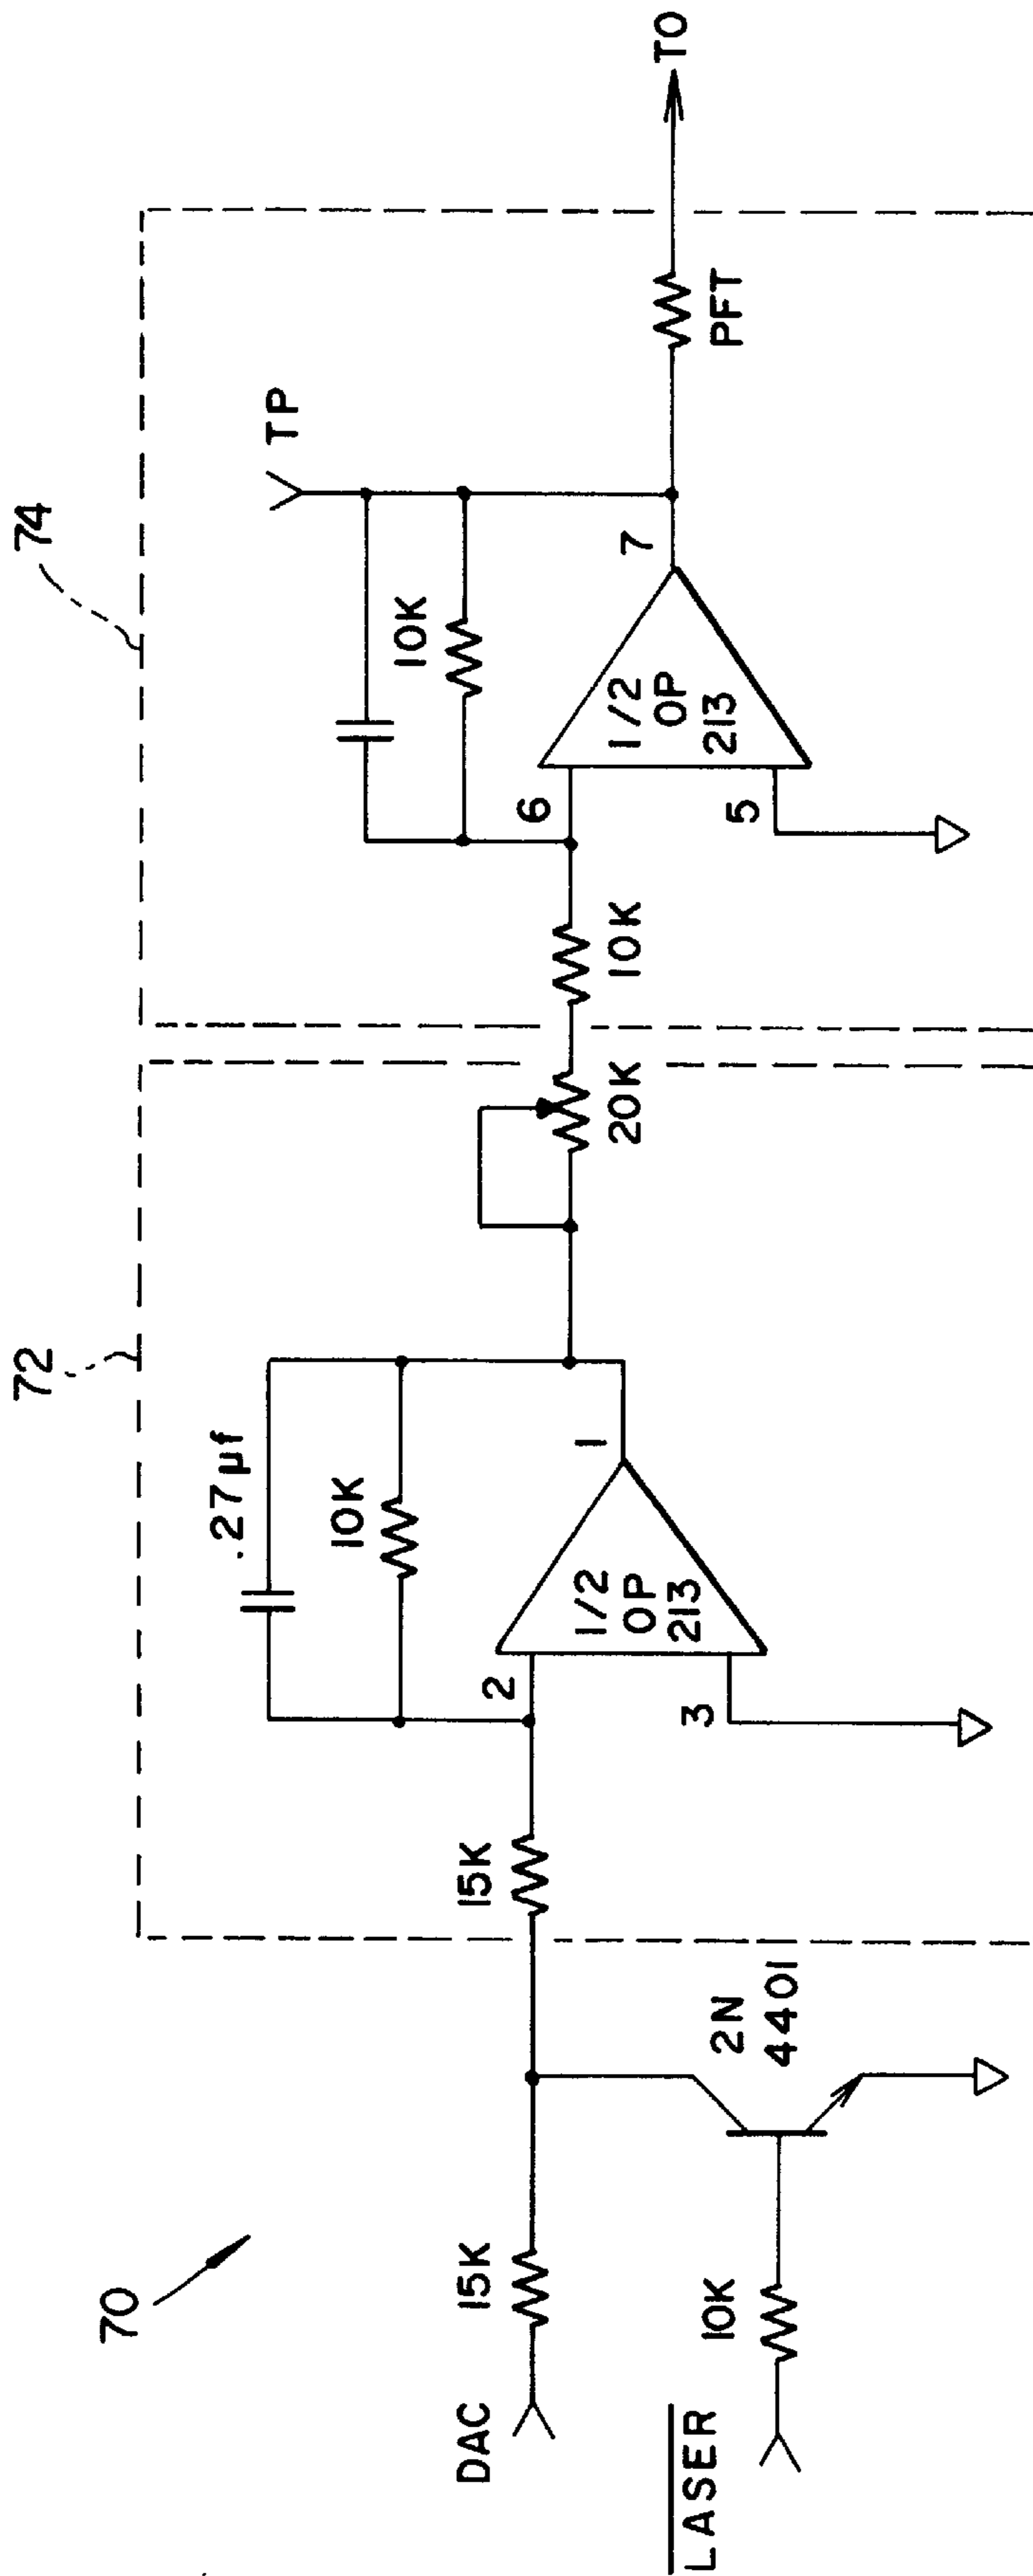 70
72
74
DAC
15K
LASER
10K
2N
4401
15K
.27µf
10K
2
3
1/2
OP
213
1
20K
10K
10K
6
5
1/2
OP
213
7
TP
PFT
TO